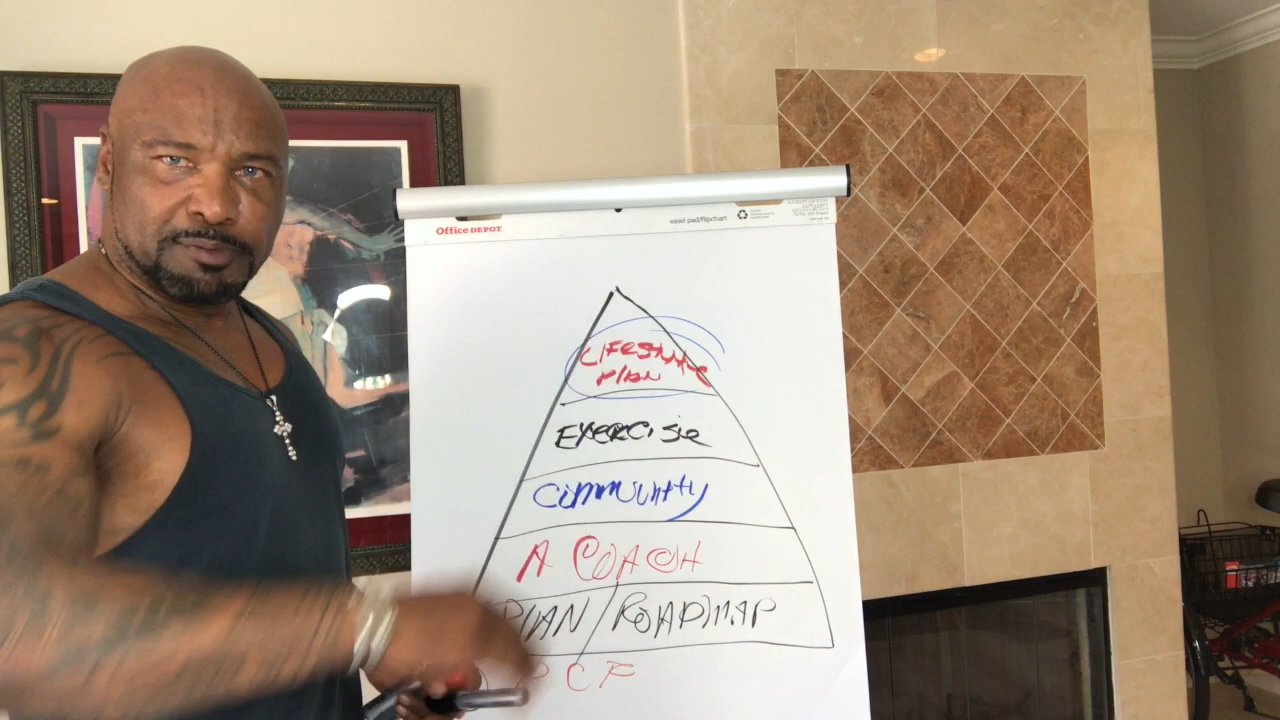 Office DEPOT
easel pad/flipchart
LIFESTYLE
PLAN
EXERCISE
COMMUNITY
A COACH
PLAN/ROADMAP
P C F